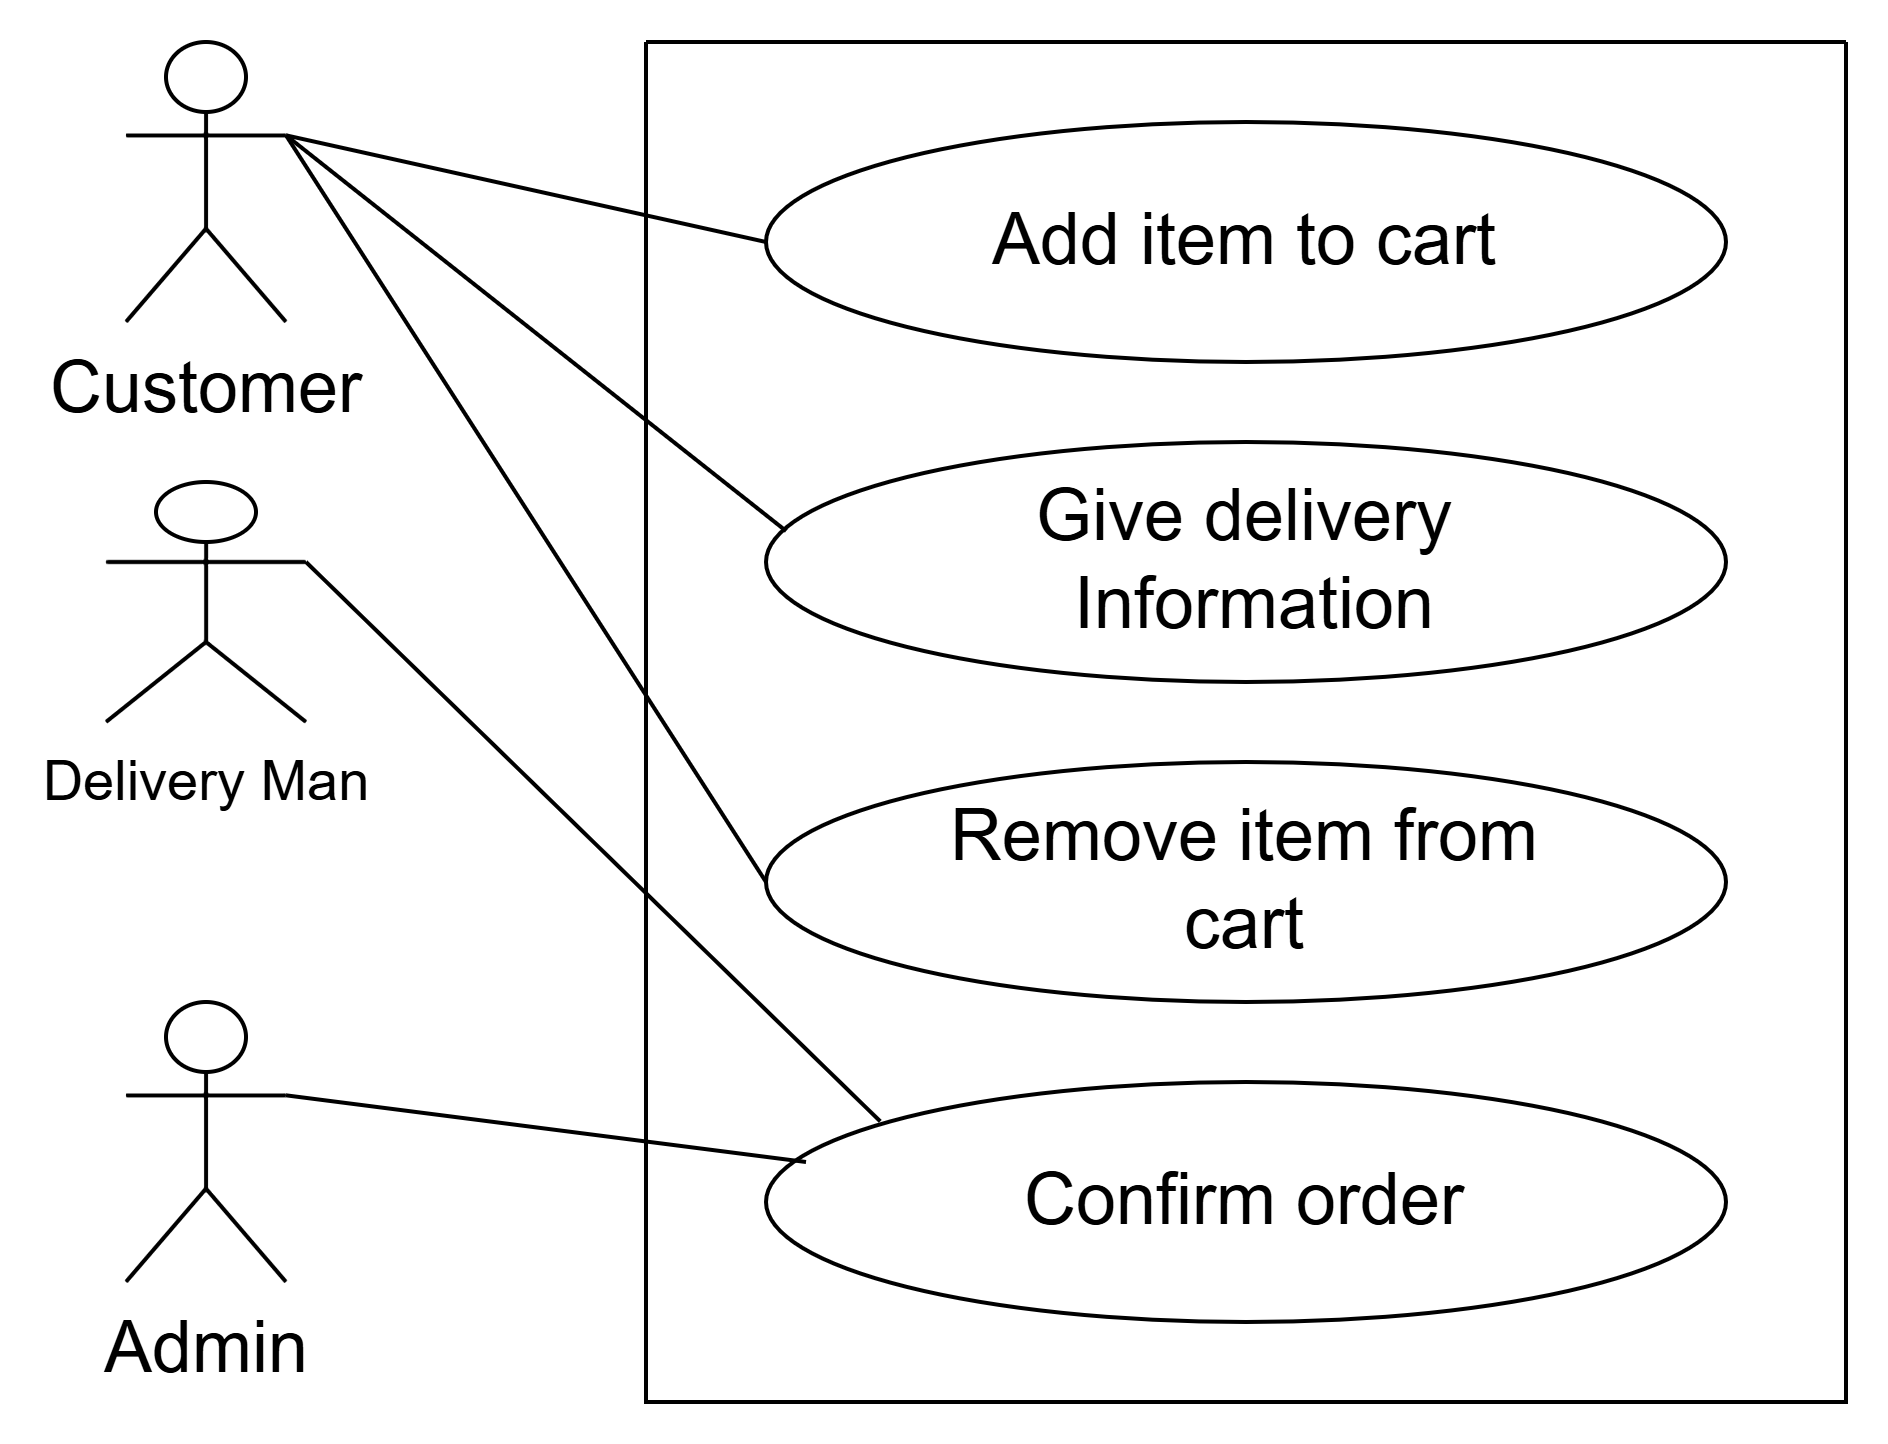 Customer
Delivery Man
Admin
Add item to cart
Give delivery
Information
Remove item from
cart
Confirm order